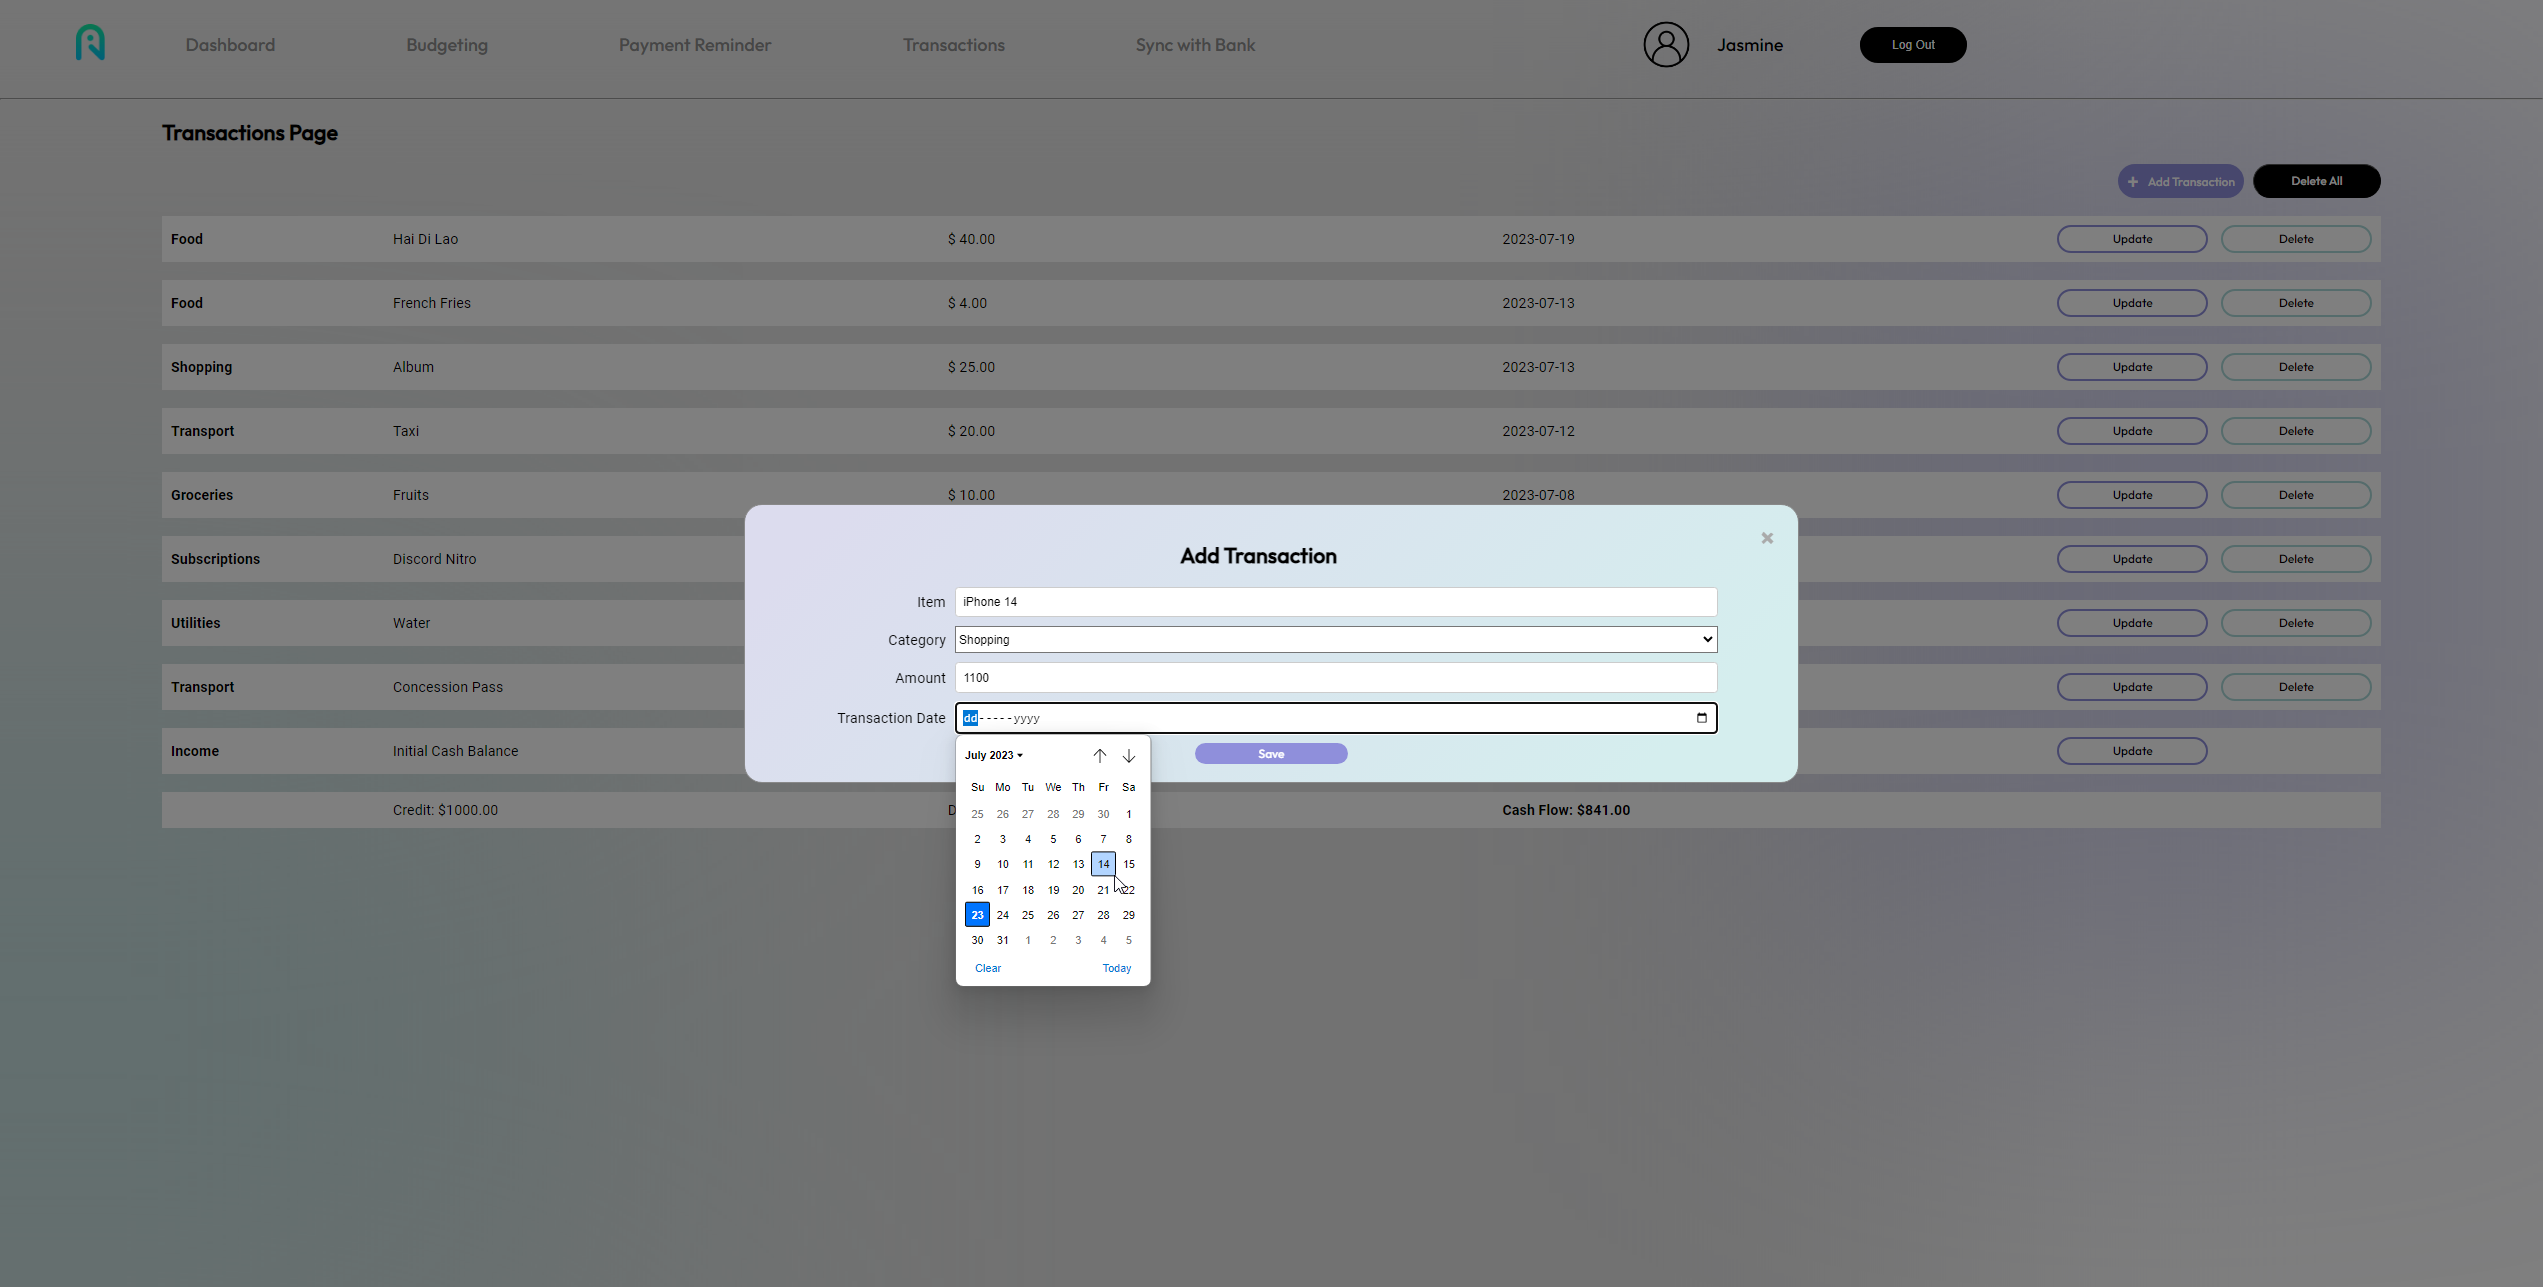 Dashboard Budgeting Payment Reminder Transactions Sync with Bank Jasmine Log Out
Transactions Page
+ Add Transaction Delete All
Food Hai Di Lao $ 40.00 2023-07-19 Update Delete
Food French Fries $ 4.00 2023-07-13 Update Delete
Shopping Album $ 25.00 2023-07-13 Update Delete
Transport Taxi $ 20.00 2023-07-12 Update Delete
Groceries Fruits $ 10.00 2023-07-08 Update Delete
Subscriptions Discord Nitro Update Delete
Utilities Water Update Delete
Transport Concession Pass Update Delete
Income Initial Cash Balance Update
Credit: $1000.00 D Cash Flow: $841.00
×
Add Transaction
Item iPhone 14
Category Shopping
Amount 1100
Transaction Date dd-----yyyy
Save
July 2023
Su Mo Tu We Th Fr Sa
25 26 27 28 29 30 1
2 3 4 5 6 7 8
9 10 11 12 13 14 15
16 17 18 19 20 21 22
23 24 25 26 27 28 29
30 31 1 2 3 4 5
Clear Today